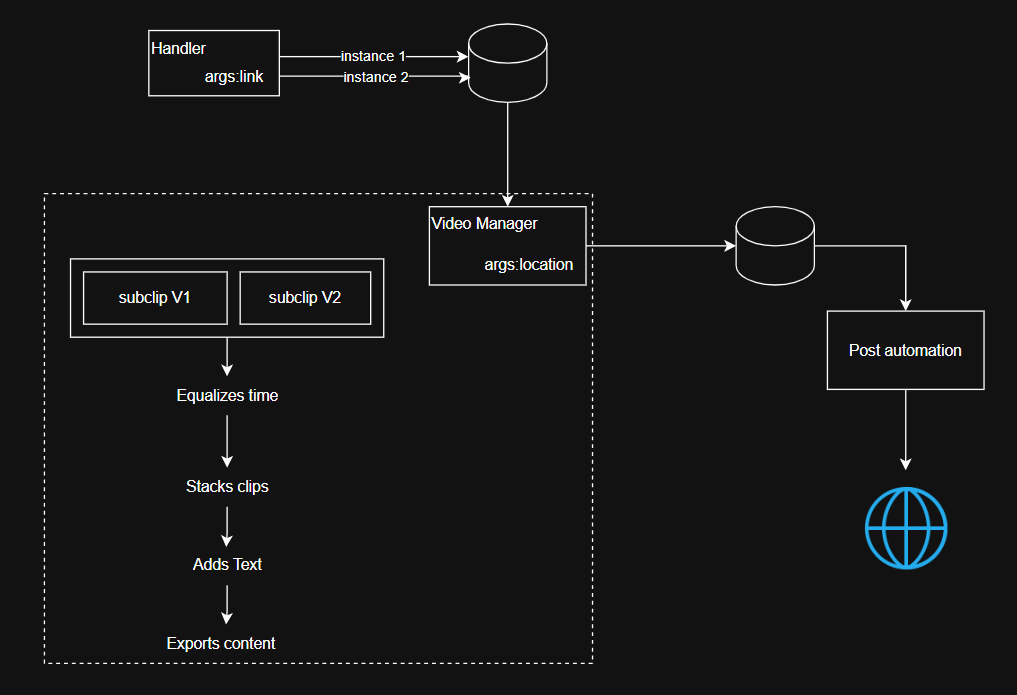 Handler
args:link
instance 1
instance 2
Video Manager
args:location
subclip V1
subclip V2
Equalizes time
Stacks clips
Adds Text
Exports content
Post automation